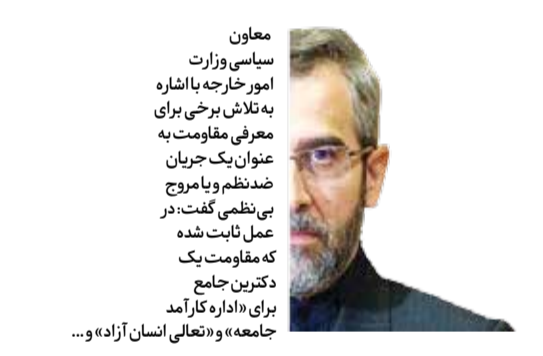 معاون
سیاسی وزارت
امور خارجه با اشاره
به تلاش برخی برای
معرفی مقاومت به
عنوان یک جریان
ضدنظم و یا مروج
بی‌نظمی گفت: در
عمل ثابت شده
که مقاومت یک
دکترین جامع
برای «اداره کارآمد
جامعه» و «تعالی انسان آزاد» و...